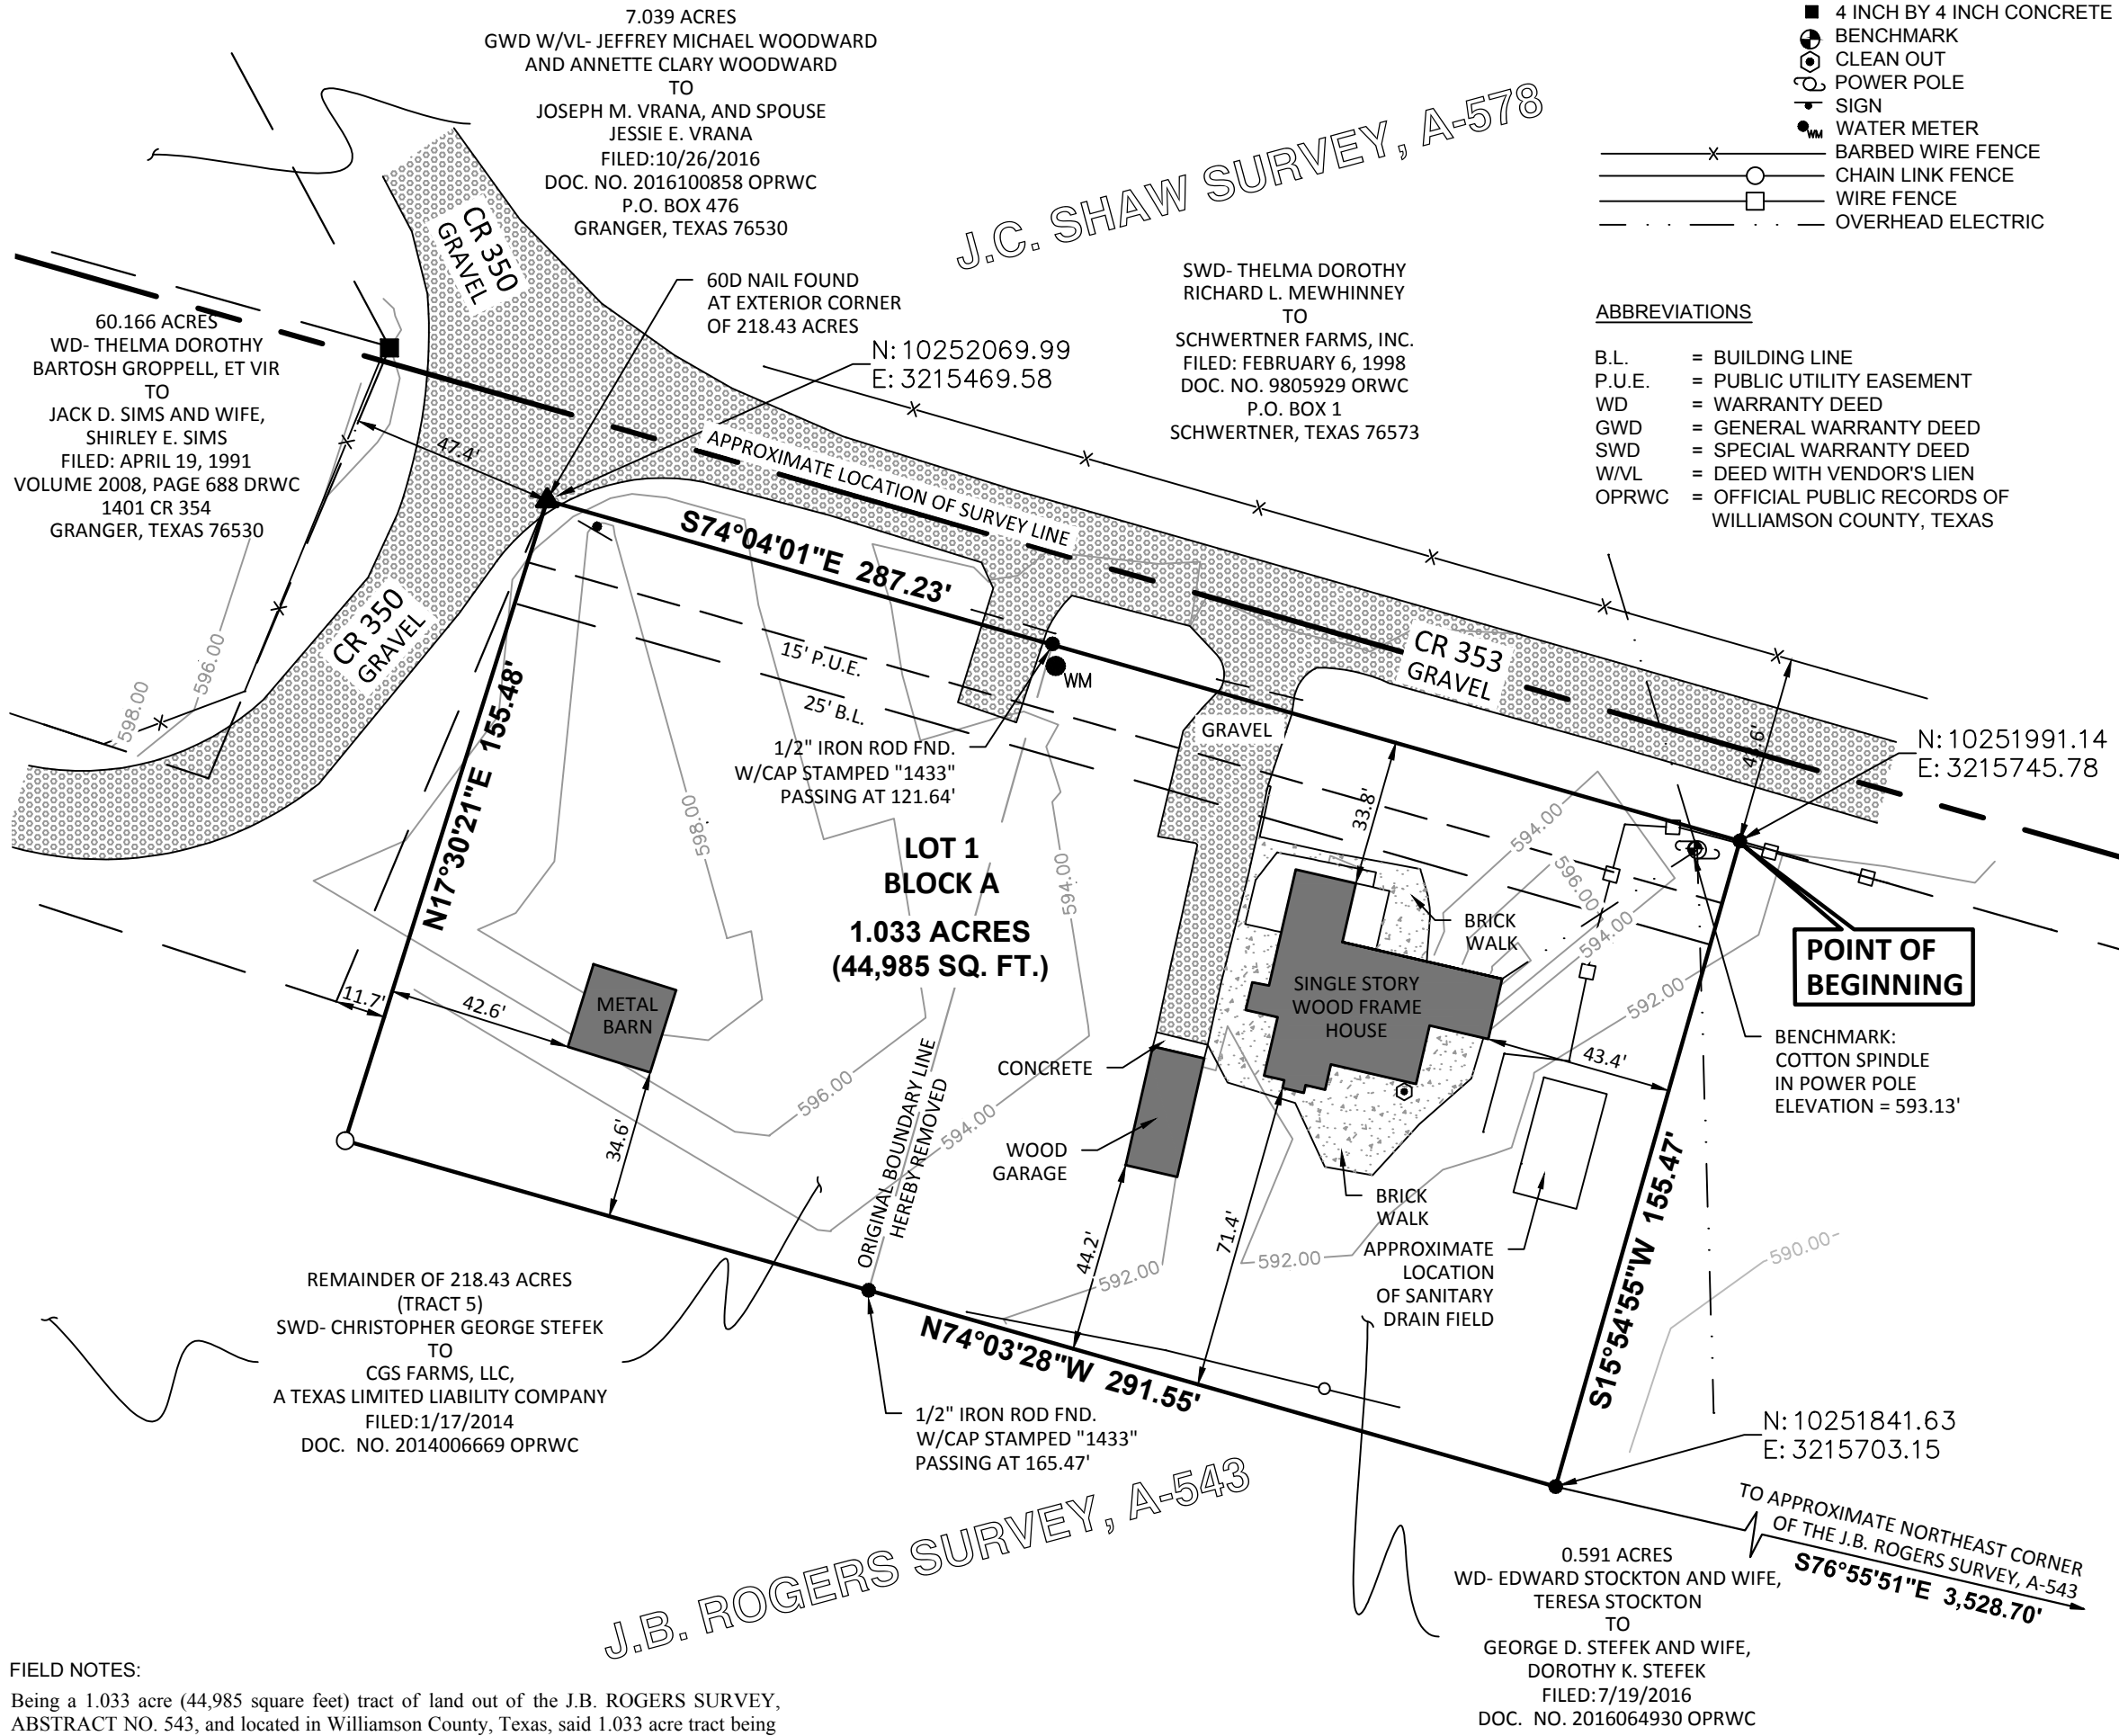 7.039 ACRES
GWD W/VL- JEFFREY MICHAEL WOODWARD
AND ANNETTE CLARY WOODWARD
TO
JOSEPH M. VRANA, AND SPOUSE
JESSIE E. VRANA
FILED:10/26/2016
DOC. NO. 2016100858 OPRWC
P.O. BOX 476
GRANGER, TEXAS 76530
4 INCH BY 4 INCH CONCRETE
BENCHMARK
CLEAN OUT
POWER POLE
SIGN
WM WATER METER
BARBED WIRE FENCE
CHAIN LINK FENCE
WIRE FENCE
OVERHEAD ELECTRIC
J.C. SHAW SURVEY, A-578
CR 350
GRAVEL
60D NAIL FOUND
AT EXTERIOR CORNER
OF 218.43 ACRES
N: 10252069.99
E: 3215469.58
SWD- THELMA DOROTHY
RICHARD L. MEWHINNEY
TO
SCHWERTNER FARMS, INC.
FILED: FEBRUARY 6, 1998
DOC. NO. 9805929 ORWC
P.O. BOX 1
SCHWERTNER, TEXAS 76573
ABBREVIATIONS
B.L. = BUILDING LINE
P.U.E. = PUBLIC UTILITY EASEMENT
WD = WARRANTY DEED
GWD = GENERAL WARRANTY DEED
SWD = SPECIAL WARRANTY DEED
W/VL = DEED WITH VENDOR'S LIEN
OPRWC = OFFICIAL PUBLIC RECORDS OF
WILLIAMSON COUNTY, TEXAS
60.166 ACRES
WD- THELMA DOROTHY
BARTOSH GROPPELL, ET VIR
TO
JACK D. SIMS AND WIFE,
SHIRLEY E. SIMS
FILED: APRIL 19, 1991
VOLUME 2008, PAGE 688 DRWC
1401 CR 354
GRANGER, TEXAS 76530
47.4'
APPROXIMATE LOCATION OF SURVEY LINE
S74°04'01"E 287.23'
CR 350
GRAVEL
596.00
598.00
15' P.U.E.
25' B.L.
WM
CR 353
GRAVEL
GRAVEL
N: 10251991.14
E: 3215745.78
N17°30'21"E 155.48'
1/2" IRON ROD FND.
W/CAP STAMPED "1433"
PASSING AT 121.64'
598.00
33.8'
594.00
596.00
594.00
592.00
594.00
LOT 1
BLOCK A
1.033 ACRES
(44,985 SQ. FT.)
BRICK
WALK
POINT OF
BEGINNING
11.7'
42.6'
METAL
BARN
SINGLE STORY
WOOD FRAME
HOUSE
43.4'
BENCHMARK:
COTTON SPINDLE
IN POWER POLE
ELEVATION = 593.13'
CONCRETE
596.00
594.00
34.6'
ORIGINAL BOUNDARY LINE
HEREBY REMOVED
WOOD
GARAGE
BRICK
WALK
44.2'
71.4'
592.00
592.00
590.00
APPROXIMATE
LOCATION
OF SANITARY
DRAIN FIELD
S15°54'55"W 155.47'
REMAINDER OF 218.43 ACRES
(TRACT 5)
SWD- CHRISTOPHER GEORGE STEFEK
TO
CGS FARMS, LLC,
A TEXAS LIMITED LIABILITY COMPANY
FILED:1/17/2014
DOC. NO. 2014006669 OPRWC
N74°03'28"W 291.55'
1/2" IRON ROD FND.
W/CAP STAMPED "1433"
PASSING AT 165.47'
N: 10251841.63
E: 3215703.15
TO APPROXIMATE NORTHEAST CORNER
OF THE J.B. ROGERS SURVEY, A-543
S76°55'51"E 3,528.70'
J.B. ROGERS SURVEY, A-543
0.591 ACRES
WD- EDWARD STOCKTON AND WIFE,
TERESA STOCKTON
TO
GEORGE D. STEFEK AND WIFE,
DOROTHY K. STEFEK
FILED:7/19/2016
DOC. NO. 2016064930 OPRWC
FIELD NOTES:
Being a 1.033 acre (44,985 square feet) tract of land out of the J.B. ROGERS SURVEY,
ABSTRACT NO. 543, and located in Williamson County, Texas, said 1.033 acre tract being